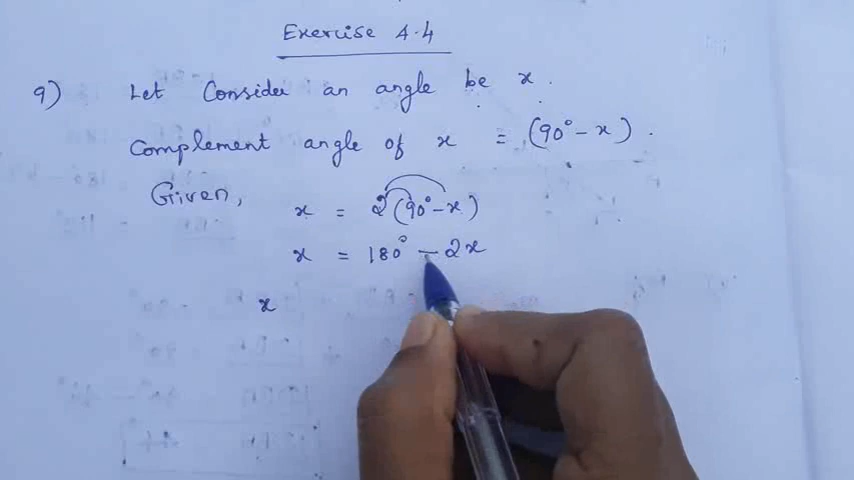 Exercise 4.4
9) Let Consider an angle be x.
Complement angle of x = (90° - x).
Given,
x = 2(90° - x)
x = 180° - 2x
x